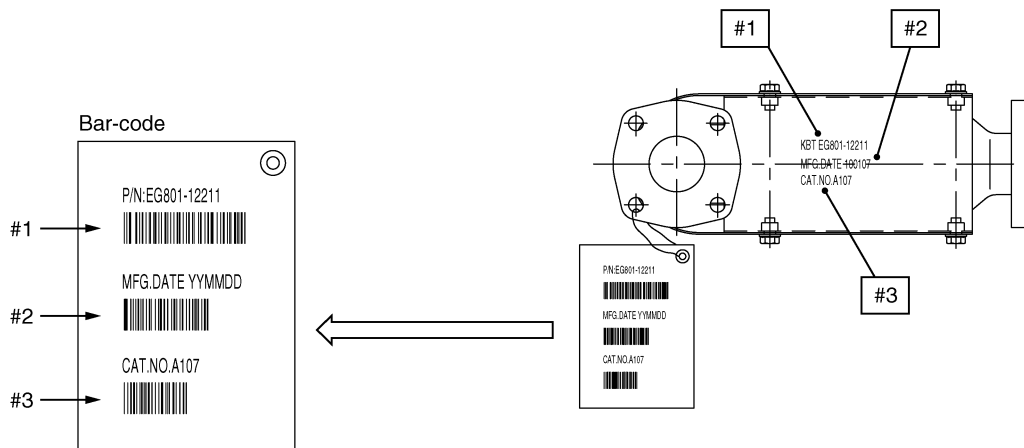 Bar-code
P/N:EG801-12211
#1
MFG.DATE YYMMDD
#2
CAT.NO.A107
#3
#1
#2
KBT EG801-12211
MFG.DATE 100107
CAT.NO.A107
#3
P/N:EG801-12211
MFG.DATE YYMMDD
CAT.NO.A107